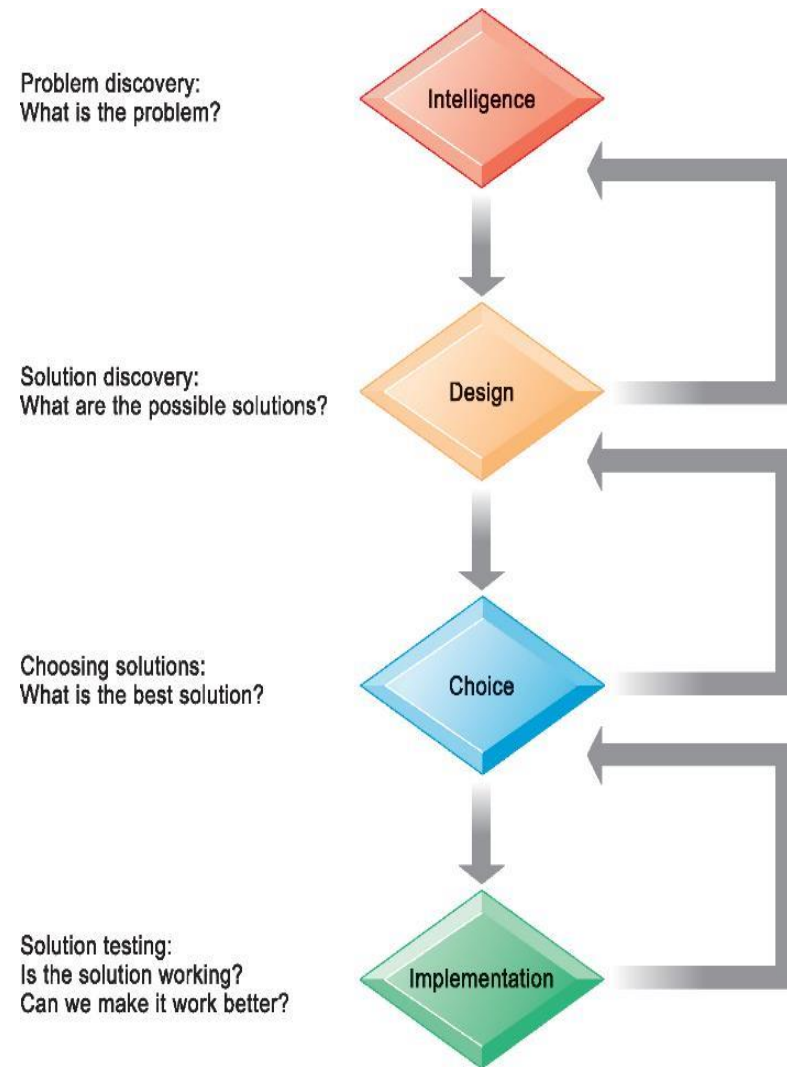 Problem discovery:
What is the problem?
Intelligence
Solution discovery:
What are the possible solutions?
Design
Choosing solutions:
What is the best solution?
Choice
Solution testing:
Is the solution working?
Can we make it work better?
Implementation